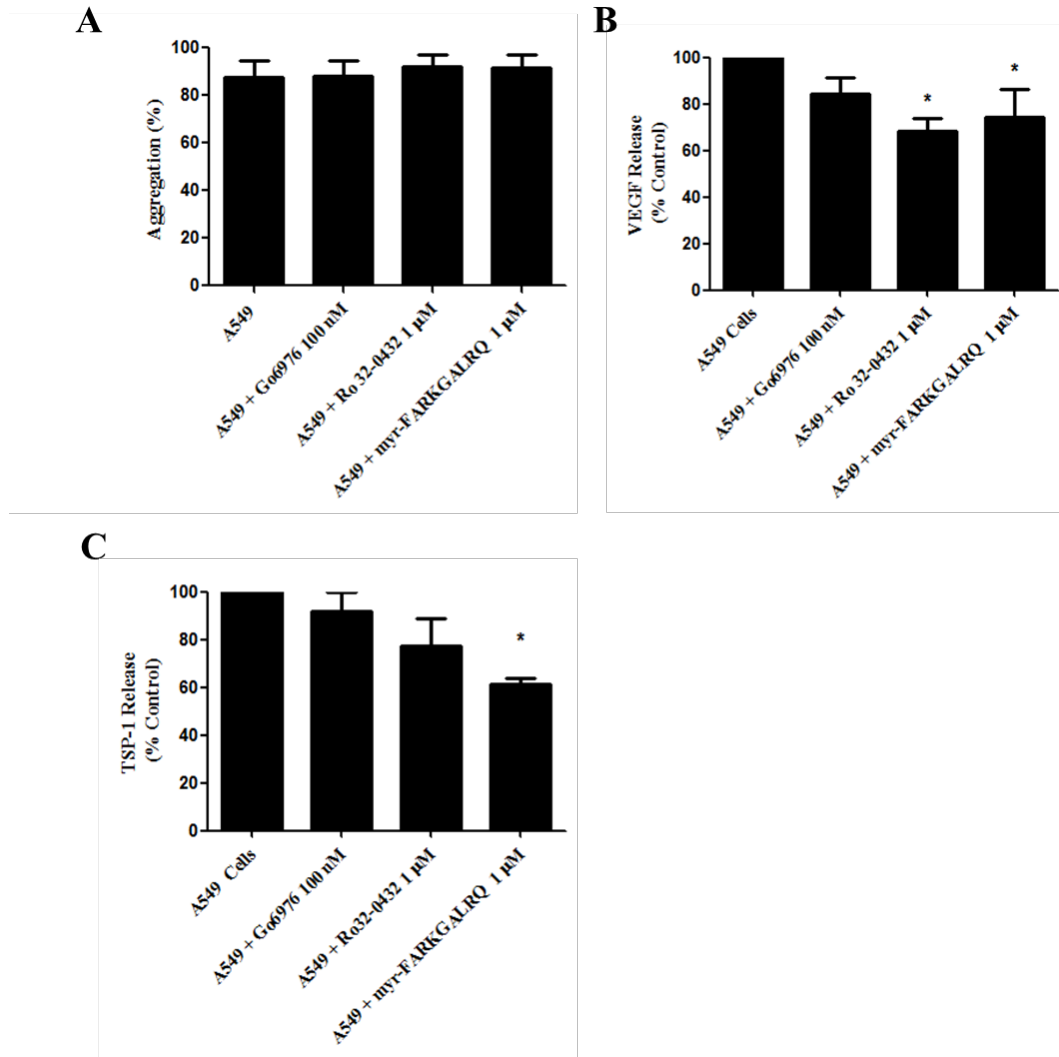 A
100
80
60
40
20
0
Aggregation (%)
A549
A549 + Go6976 100 nM
A549 + Ro 32-0432 1 µM
A549 + myr-FARKGALRQ 1 µM
B
100
80
60
40
20
0
VEGF Release
(% Control)
*
*
A549 Cells
A549 + Go6976 100 nM
A549 + Ro 32-0432 1 µM
A549 + myr-FARKGALRQ 1 µM
C
100
80
60
40
20
0
TSP-1 Release
(% Control)
*
A549 Cells
A549 + Go6976 100 nM
A549 + Ro32-0432 1 µM
A549 + myr-FARKGALRQ 1 µM